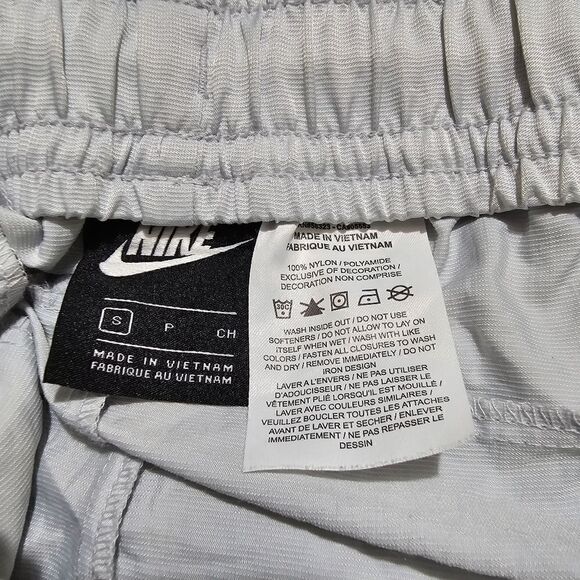 NIKE
S P CH
MADE IN VIETNAM
FABRIQUE AU VIETNAM
MADE IN VIETNAM
FABRIQUE AU VIETNAM
100% NYLON / POLYAMIDE
EXCLUSIVE OF DECORATION /
DECORATION NON COMPRISE
30C
WASH INSIDE OUT / DO NOT USE
SOFTENERS / DO NOT ALLOW TO LAY ON
ITSELF WHEN WET / WASH WITH LIKE
COLORS / FASTEN ALL CLOSURES TO WASH
AND DRY / REMOVE IMMEDIATELY / DO NOT
IRON DESIGN
LAVER A L'ENVERS / NE PAS UTILISER
D'ADOUCISSEUR / NE PAS LAISSER LE
VÊTEMENT PLIÉ LORSQU'IL EST MOUILLÉ /
LAVER AVEC COULEURS SIMILAIRES /
VEUILLEZ BOUCLER TOUTES LES ATTACHES
AVANT DE LAVER ET SECHER / ENLEVER
IMMÉDIATEMENT / NE PAS REPASSER LE
DESSIN